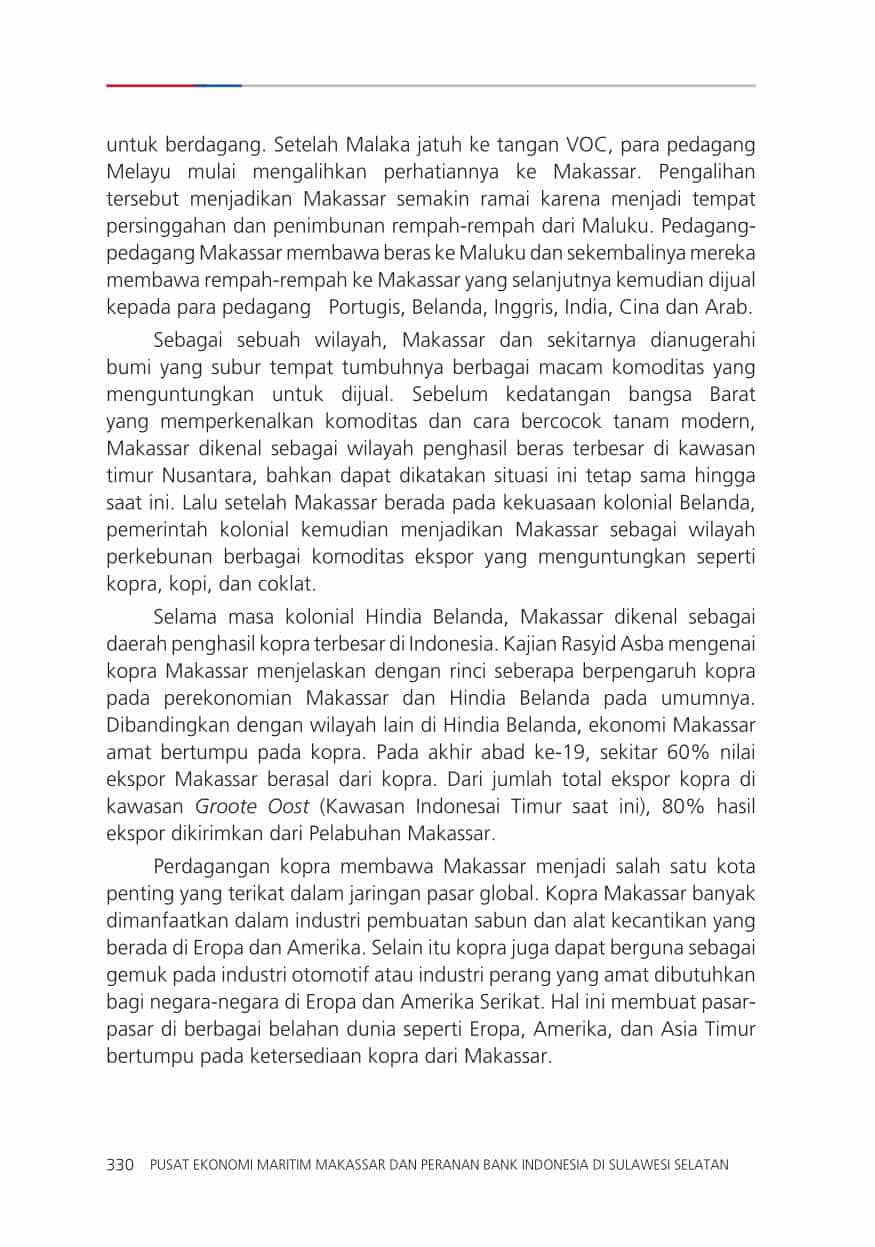 untuk berdagang. Setelah Malaka jatuh ke tangan VOC, para pedagang
Melayu mulai mengalihkan perhatiannya ke Makassar. Pengalihan
tersebut menjadikan Makassar semakin ramai karena menjadi tempat
persinggahan dan penimbunan rempah-rempah dari Maluku. Pedagang-
pedagang Makassar membawa beras ke Maluku dan sekembalinya mereka
membawa rempah-rempah ke Makassar yang selanjutnya kemudian dijual
kepada para pedagang Portugis, Belanda, Inggris, India, Cina dan Arab.
Sebagai sebuah wilayah, Makassar dan sekitarnya dianugerahi
bumi yang subur tempat tumbuhnya berbagai macam komoditas yang
menguntungkan untuk dijual. Sebelum kedatangan bangsa Barat
yang memperkenalkan komoditas dan cara bercocok tanam modern,
Makassar dikenal sebagai wilayah penghasil beras terbesar di kawasan
timur Nusantara, bahkan dapat dikatakan situasi ini tetap sama hingga
saat ini. Lalu setelah Makassar berada pada kekuasaan kolonial Belanda,
pemerintah kolonial kemudian menjadikan Makassar sebagai wilayah
perkebunan berbagai komoditas ekspor yang menguntungkan seperti
kopra, kopi, dan coklat.
Selama masa kolonial Hindia Belanda, Makassar dikenal sebagai
daerah penghasil kopra terbesar di Indonesia. Kajian Rasyid Asba mengenai
kopra Makassar menjelaskan dengan rinci seberapa berpengaruh kopra
pada perekonomian Makassar dan Hindia Belanda pada umumnya.
Dibandingkan dengan wilayah lain di Hindia Belanda, ekonomi Makassar
amat bertumpu pada kopra. Pada akhir abad ke-19, sekitar 60% nilai
ekspor Makassar berasal dari kopra. Dari jumlah total ekspor kopra di
kawasan Groote Oost (Kawasan Indonesai Timur saat ini), 80% hasil
ekspor dikirimkan dari Pelabuhan Makassar.
Perdagangan kopra membawa Makassar menjadi salah satu kota
penting yang terikat dalam jaringan pasar global. Kopra Makassar banyak
dimanfaatkan dalam industri pembuatan sabun dan alat kecantikan yang
berada di Eropa dan Amerika. Selain itu kopra juga dapat berguna sebagai
gemuk pada industri otomotif atau industri perang yang amat dibutuhkan
bagi negara-negara di Eropa dan Amerika Serikat. Hal ini membuat pasar-
pasar di berbagai belahan dunia seperti Eropa, Amerika, dan Asia Timur
bertumpu pada ketersediaan kopra dari Makassar.
330 PUSAT EKONOMI MARITIM MAKASSAR DAN PERANAN BANK INDONESIA DI SULAWESI SELATAN